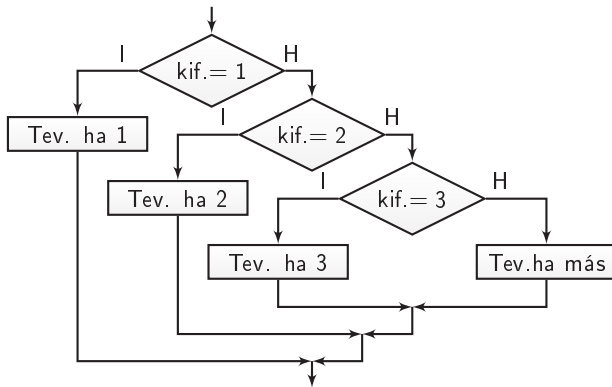 I
H
kif.= 1
Tev. ha 1
I
H
kif.= 2
Tev. ha 2
I
H
kif.= 3
Tev. ha 3
Tev.ha más